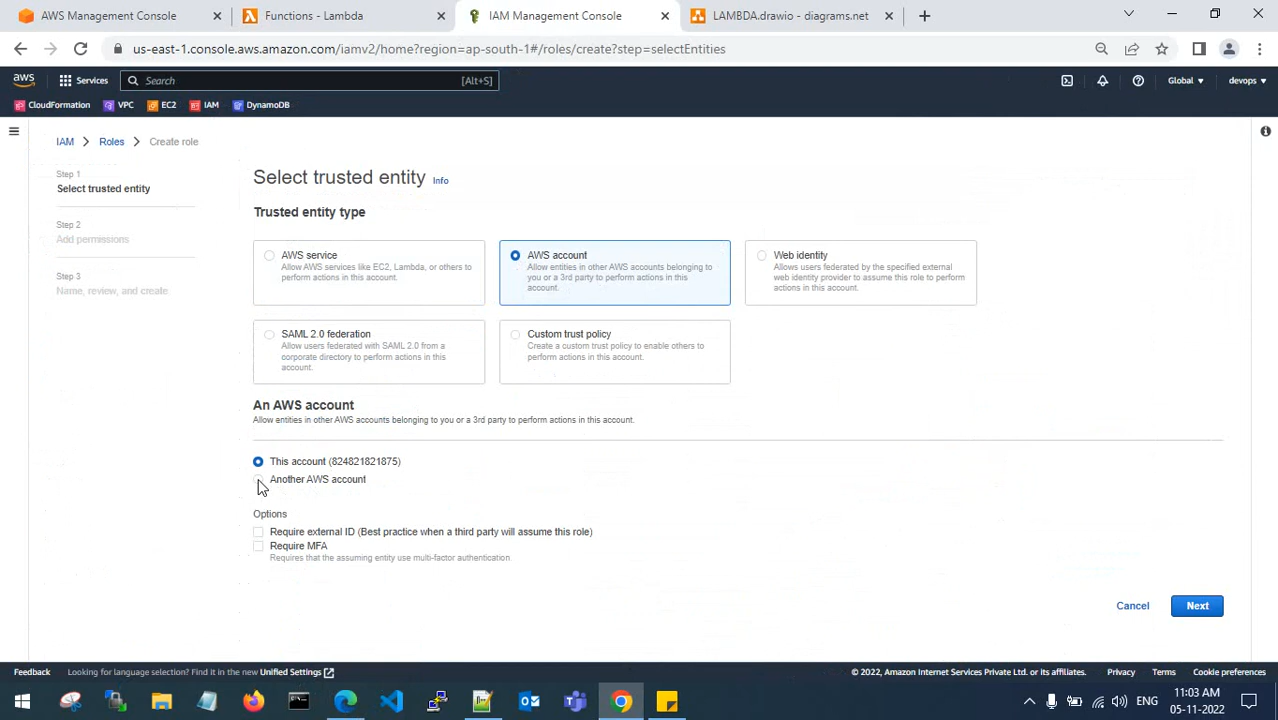 AWS Management Console
Functions - Lambda
IAM Management Console
LAMBDA.drawio - diagrams.net
us-east-1.console.aws.amazon.com/iamv2/home?region=ap-south-1#/roles/create?step=selectEntities
aws
Services
Search
[Alt+S]
Global
devops
CloudFormation
VPC
EC2
IAM
DynamoDB
IAM
Roles
Create role
Step 1
Select trusted entity
Step 2
Add permissions
Step 3
Name, review, and create
Select trusted entity Info
Trusted entity type
AWS service
Allow AWS services like EC2, Lambda, or others to
perform actions in this account.
AWS account
Allow entities in other AWS accounts belonging to
you or a 3rd party to perform actions in this
account.
Web identity
Allows users federated by the specified external
web identity provider to assume this role to perform
actions in this account.
SAML 2.0 federation
Allow users federated with SAML 2.0 from a
corporate directory to perform actions in this
account.
Custom trust policy
Create a custom trust policy to enable others to
perform actions in this account.
An AWS account
Allow entities in other AWS accounts belonging to you or a 3rd party to perform actions in this account.
This account (824821821875)
Another AWS account
Options
Require external ID (Best practice when a third party will assume this role)
Require MFA
Requires that the assuming entity use multi-factor authentication.
Cancel
Next
Feedback
Looking for language selection? Find it in the new Unified Settings
© 2022, Amazon Internet Services Private Ltd. or its affiliates.
Privacy
Terms
Cookie preferences
ENG
11:03 AM
05-11-2022